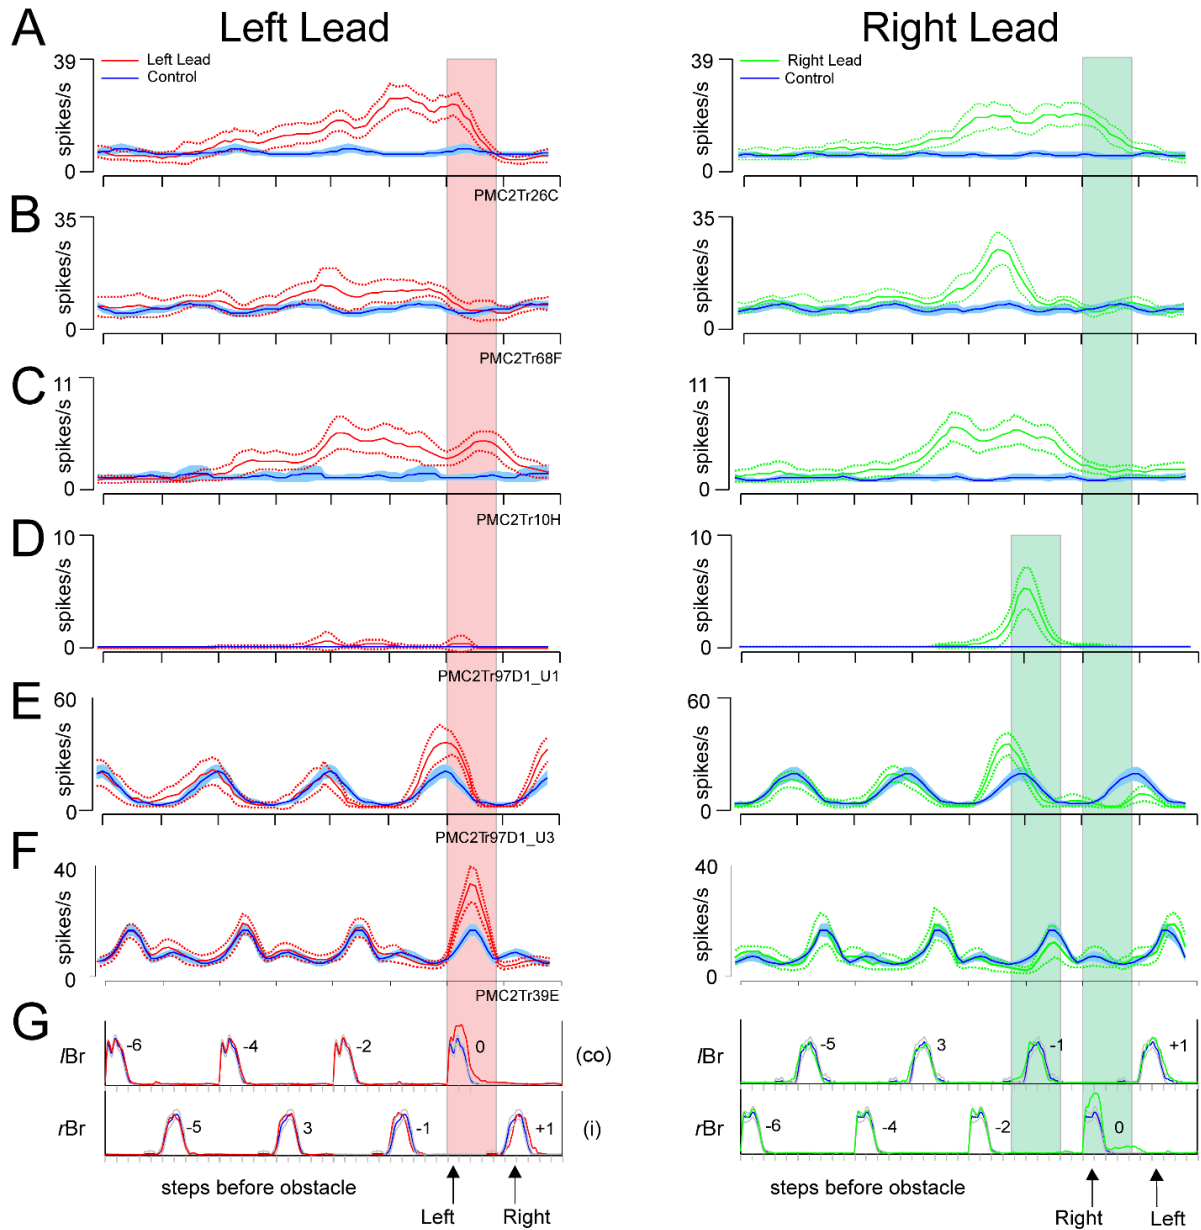 A Left Lead Right Lead
39 Left Lead 39 Right Lead
Control Control
spikes/s spikes/s
0 0
PMC2Tr26C
B 35 35
spikes/s spikes/s
0 0
PMC2Tr68F
C 11 11
spikes/s spikes/s
0 0
PMC2Tr10H
D 10 10
spikes/s spikes/s
0 0
PMC2Tr97D1_U1
E 60 60
spikes/s spikes/s
0 0
PMC2Tr97D1_U3
F 40 40
spikes/s spikes/s
0 0
PMC2Tr39E
G
lBr -6 -4 -2 0 (co) lBr -5 3 -1 +1
rBr -5 3 -1 +1 (i) rBr -6 -4 -2 0
steps before obstacle steps before obstacle
Left Right Right Left